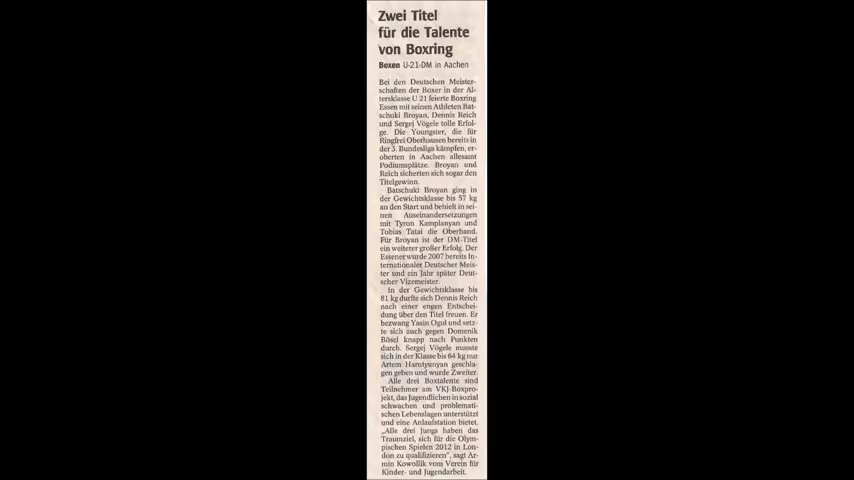 Zwei Titel
für die Talente
von Boxring
Boxen U-21-DM in Aachen
Bei den Deutschen Meister-
schaften der Boxer in der Al-
tersklasse U 21 feierte Boxring
Essen mit seinen Athleten Bat-
schuki Broyan, Dennis Reich
und Sergej Vögele tolle Erfol-
ge. Die Youngster, die für
Ringfrei Oberhausen bereits in
der 3. Bundesliga kämpfen, er-
oberten in Aachen allesamt
Podiumsplätze. Broyan und
Reich sicherten sich sogar den
Titelgewinn.
Batschuki Broyan ging in
der Gewichtsklasse bis 57 kg
an den Start und behielt in sei-
nen Auseinandersetzungen
mit Tyron Kamplanyan und
Tobias Tatai die Oberhand.
Für Broyan ist der DM-Titel
ein weiterer großer Erfolg. Der
Essener wurde 2007 bereits In-
ternationaler Deutscher Meis-
ter und ein Jahr später Deut-
scher Vizemeister.
In der Gewichtsklasse bis
81 kg durfte sich Dennis Reich
nach einer engen Entschei-
dung über den Titel freuen. Er
bezwang Yasin Ogul und setz-
te sich auch gegen Domenik
Bösel knapp nach Punkten
durch. Sergej Vögele musste
sich in der Klasse bis 64 kg nur
Artem Harutyunyan geschla-
gen geben und wurde Zweiter.
Alle drei Boxtalente sind
Teilnehmer am VKJ-Boxpro-
jekt, das Jugendlichen in sozial
schwachen und problemati-
schen Lebenslagen unterstützt
und eine Anlaufstation bietet.
„Alle drei Jungs haben das
Traumziel, sich für die Olym-
pischen Spielen 2012 in Lon-
don zu qualifizieren", sagt Ar-
min Kowollik vom Verein für
Kinder- und Jugendarbeit.